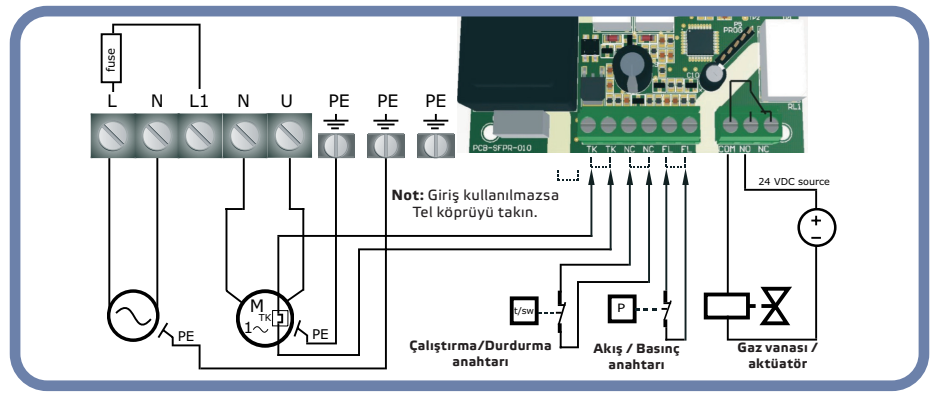 fuse
L N L1 N U PE PE PE
PROG
C10
RL1
PCB-SFPR-010
TK TK NC NC FL FL
COM NO NC
24 VDC source
Not: Giriş kullanılmazsa
Tel köprüyü takın.
+
−
M
TK
1~
PE
PE
t/sw
P
Çalıştırma/Durdurma
anahtarı
Akış / Basınç
anahtarı
Gaz vanası /
aktüatör